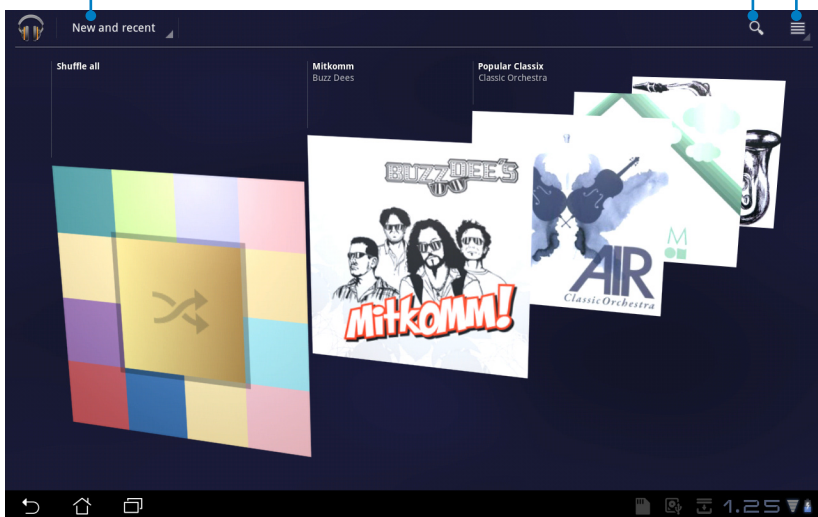 New and recent
Shuffle all
Mitkomm
Buzz Dees
Popular Classix
Classic Orchestra
BUZZ DEE'S
MitKOMM!
AIR
Classic Orchestra
M
1.25